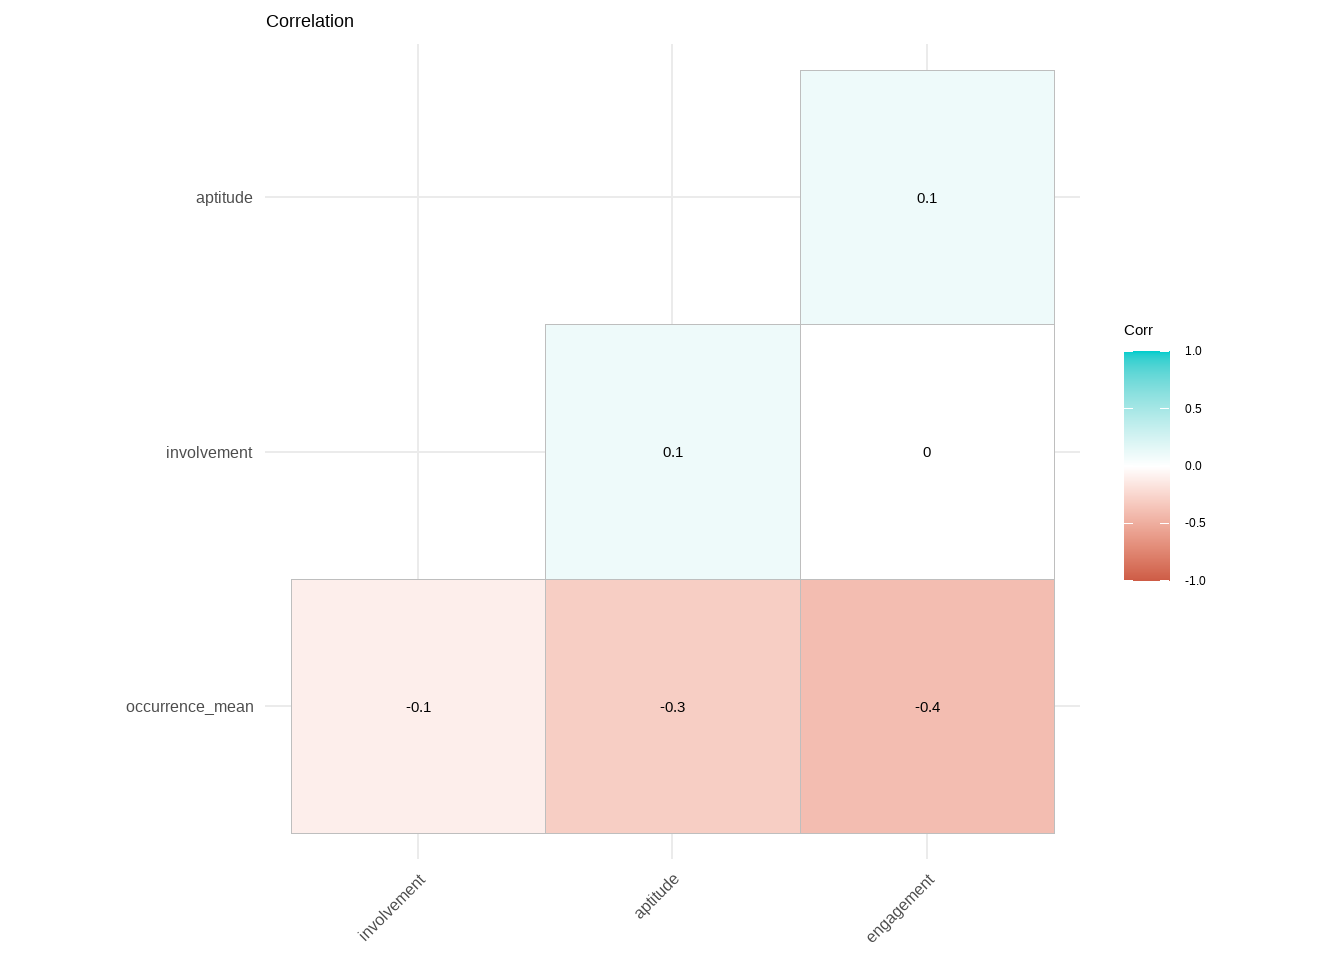 Correlation
aptitude
0.1
involvement
0.1
0
occurrence_mean
-0.1
-0.3
-0.4
involvement
aptitude
engagement
Corr
1.0
0.5
0.0
-0.5
-1.0